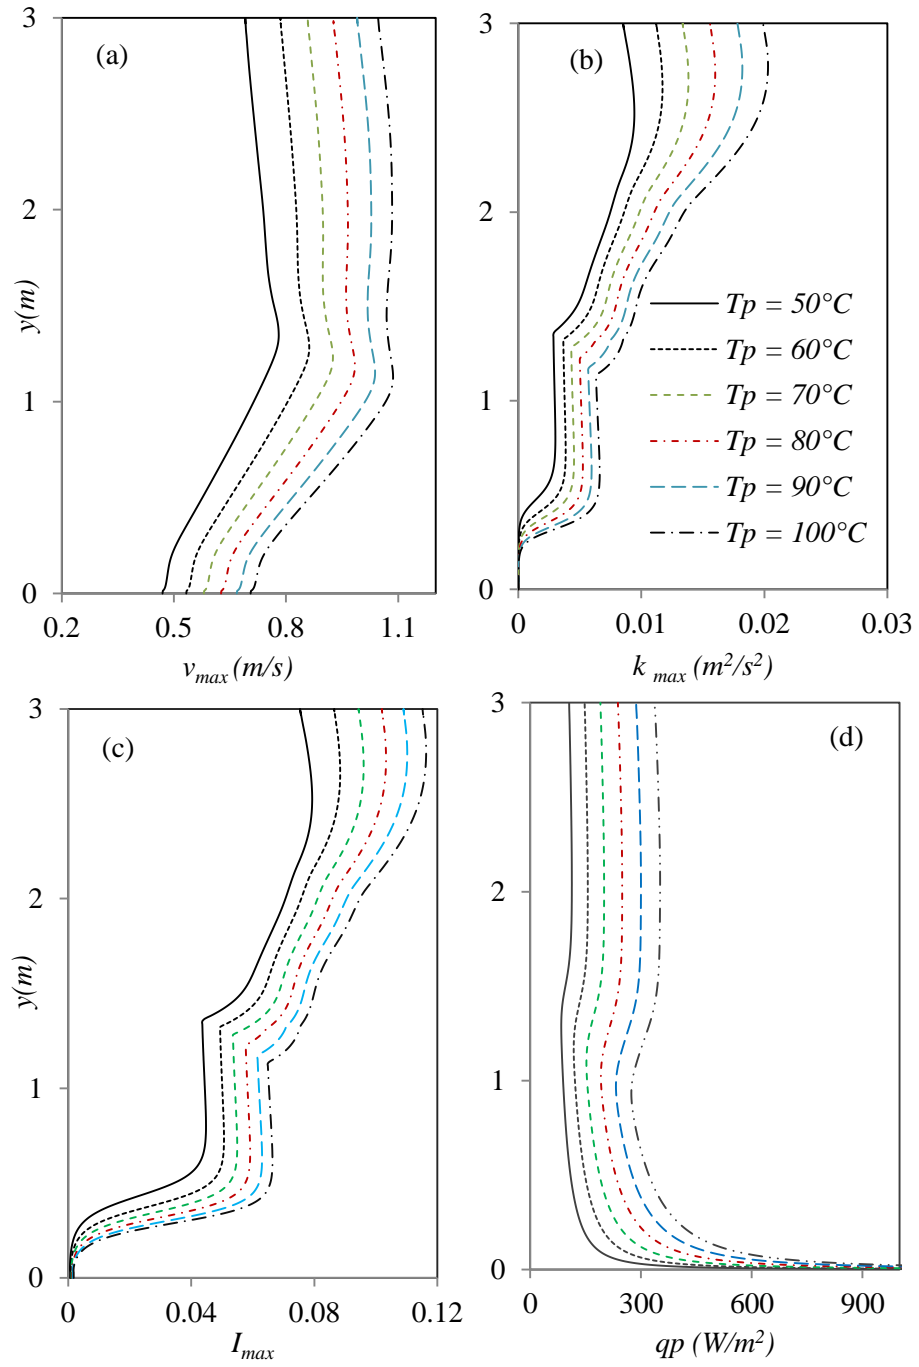 3
(a)
2
y(m)
1
0
0.2
0.5
0.8
1.1
v_max (m/s)
3
(b)
2
Tp = 50°C
Tp = 60°C
1
Tp = 70°C
Tp = 80°C
Tp = 90°C
Tp = 100°C
0
0
0.01
0.02
0.03
k max (m²/s²)
3
(c)
2
y(m)
1
0
0
0.04
0.08
0.12
I_max
3
(d)
2
1
0
0
300
600
900
qp (W/m²)